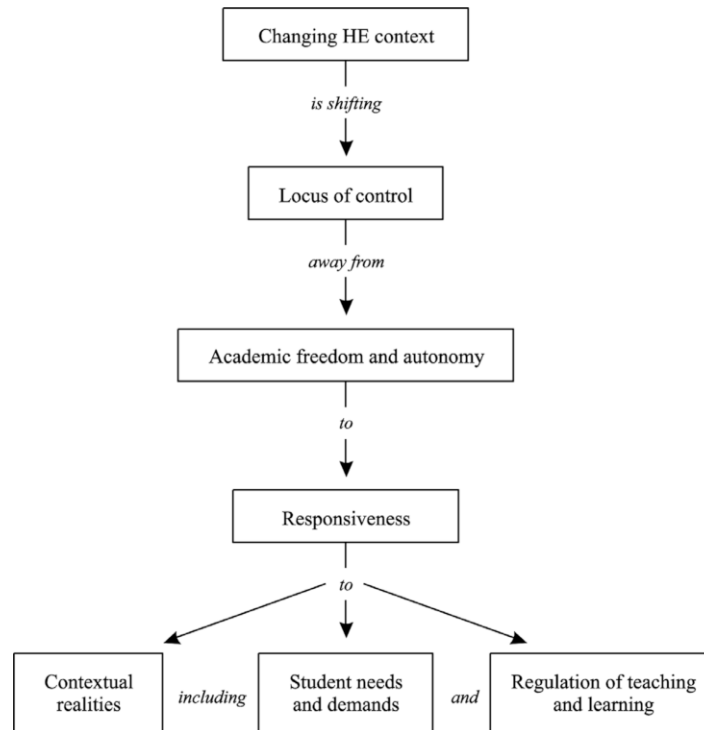 Changing HE context
is shifting
Locus of control
away from
Academic freedom and autonomy
to
Responsiveness
to
Contextual
realities
including
Student needs
and demands
and
Regulation of teaching
and learning